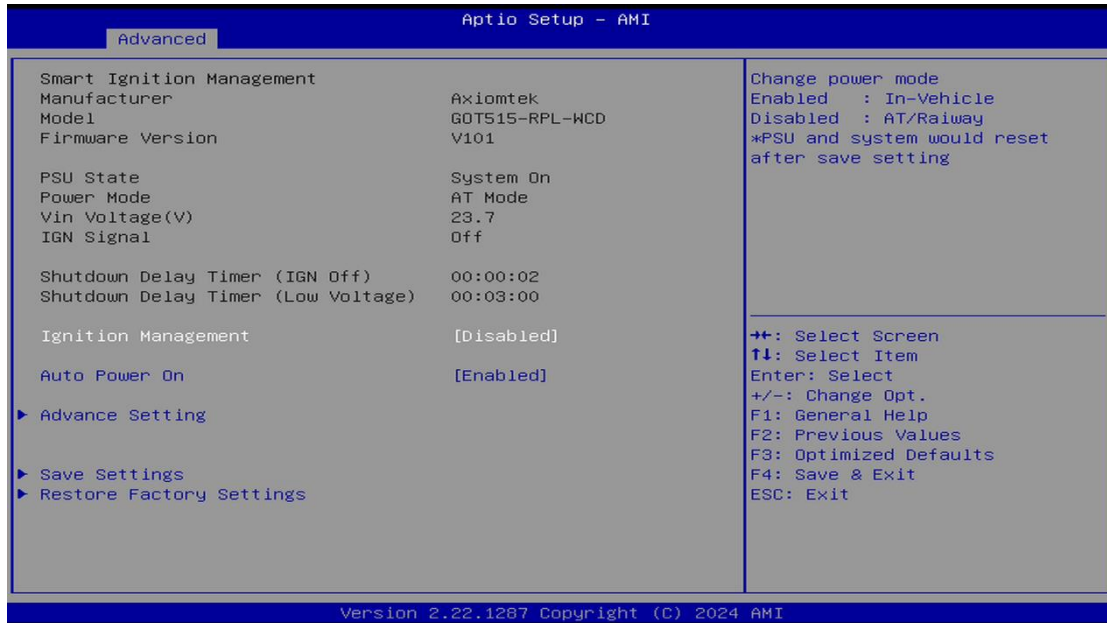 Aptio Setup - AMI
Advanced
Smart Ignition Management
Manufacturer Axiomtek
Model GOT515-RPL-WCD
Firmware Version V101
PSU State System On
Power Mode AT Mode
Vin Voltage(V) 23.7
IGN Signal Off
Shutdown Delay Timer (IGN Off) 00:00:02
Shutdown Delay Timer (Low Voltage) 00:03:00
Ignition Management [Disabled]
Auto Power On [Enabled]
▶ Advance Setting
▶ Save Settings
▶ Restore Factory Settings
Change power mode
Enabled : In-Vehicle
Disabled : AT/Raiway
*PSU and system would reset
after save setting
→←: Select Screen
↑↓: Select Item
Enter: Select
+/-: Change Opt.
F1: General Help
F2: Previous Values
F3: Optimized Defaults
F4: Save & Exit
ESC: Exit
Version 2.22.1287 Copyright (C) 2024 AMI